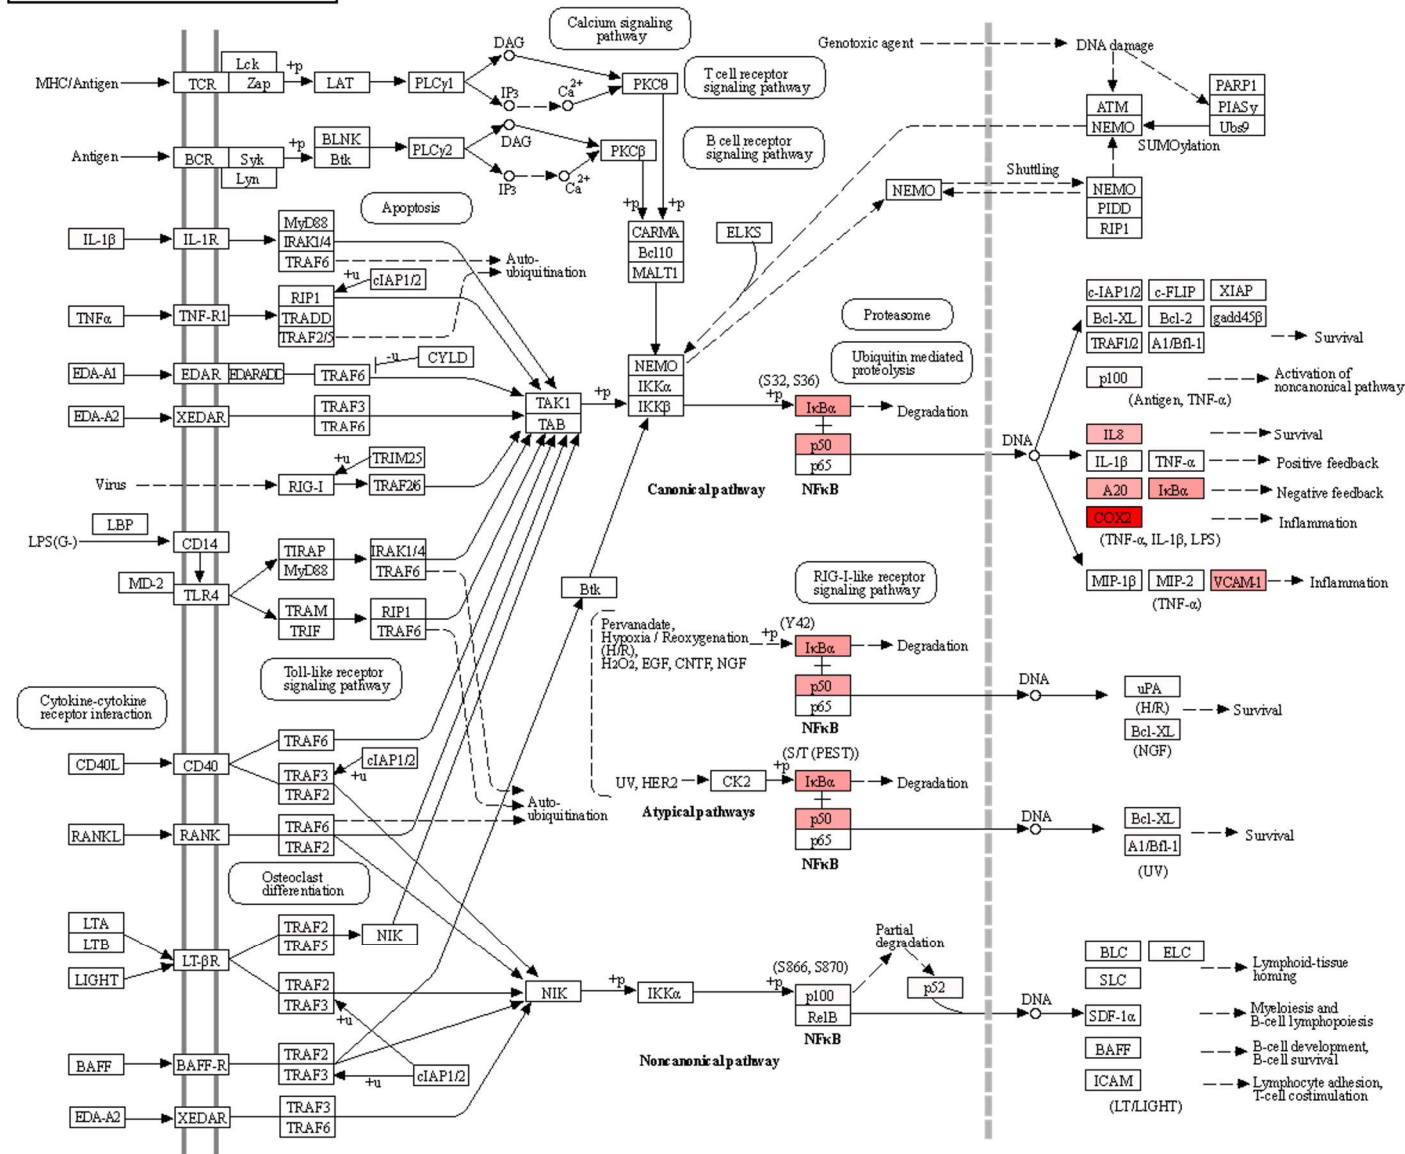 Calcium signaling
pathway
DAG
Genotoxic agent
DNA damage
MHC/Antigen
TCR
Lck
Zap
+p
LAT
PLCγ1
IP3
Ca2+
PKCθ
T cell receptor
signaling pathway
ATM
NEMO
PARP1
PIASy
Ubs9
SUMOylation
Antigen
BCR
Syk
Lyn
+p
BLNK
Btk
PLCγ2
DAG
IP3
Ca2+
PKCβ
B cell receptor
signaling pathway
Shuttling
NEMO
NEMO
PIDD
RIP1
Apoptosis
+p
+p
CARMA
Bcl10
MALT1
ELKS
IL-1β
IL-1R
MyD88
IRAK1/4
TRAF6
Auto-
ubiquitination
TNFα
TNF-R1
RIP1
TRADD
TRAF2/5
+u
cIAP1/2
c-IAP1/2
c-FLIP
XIAP
Bcl-XL
Bcl-2
gadd45β
TRAF1/2
A1/Bfl-1
Survival
Proteasome
Ubiquitin mediated
proteolysis
EDA-A1
EDAR
EDARADD
TRAF6
-u
CYLD
NEMO
IKKα
IKKβ
p100
Activation of
noncanonical pathway
(Antigen, TNF-α)
EDA-A2
XEDAR
TRAF3
TRAF6
TAK1
TAB
+p
(S32, S36)
+p
IκBα
Degradation
p50
p65
NFκB
Canonical pathway
DNA
IL8
Survival
IL-1β
TNF-α
Positive feedback
A20
IκBα
Negative feedback
COX2
Inflammation
(TNF-α, IL-1β, LPS)
Virus
RIG-I
+u
TRIM25
TRAF2/6
LPS(G-)
LBP
CD14
MD-2
TLR4
TIRAP
MyD88
IRAK1/4
TRAF6
TRAM
TRIF
RIP1
TRAF6
Btk
RIG-I-like receptor
signaling pathway
MIP-1β
MIP-2
VCAM-1
Inflammation
(TNF-α)
Pervanadate,
Hypoxia / Reoxygenation
(H/R),
H2O2, EGF, CNTF, NGF
+p
(Y42)
IκBα
Degradation
p50
p65
NFκB
DNA
uPA
(H/R)
Bcl-XL
(NGF)
Survival
Toll-like receptor
signaling pathway
Cytokine-cytokine
receptor interaction
CD40L
CD40
TRAF6
TRAF3
TRAF2
+u
cIAP1/2
UV, HER2
CK2
+p
(S/T (PEST))
IκBα
Degradation
p50
p65
NFκB
Atypical pathways
Auto-
ubiquitination
DNA
Bcl-XL
A1/Bfl-1
(UV)
Survival
RANKL
RANK
TRAF6
TRAF2
Osteoclast
differentiation
LTA
LTB
LIGHT
LT-βR
TRAF2
TRAF5
NIK
TRAF2
TRAF3
+u
NIK
+p
IKKα
+p
(S866, S870)
p100
RelB
NFκB
Partial
degradation
p52
DNA
Noncanonical pathway
BLC
ELC
SLC
Lymphoid-tissue
homing
SDF-1α
Myeloiesis and
B-cell lymphopoiesis
BAFF
B-cell development,
B-cell survival
ICAM
Lymphocyte adhesion,
T-cell costimulation
(LT/LIGHT)
BAFF
BAFF-R
TRAF2
TRAF3
+u
cIAP1/2
EDA-A2
XEDAR
TRAF3
TRAF6